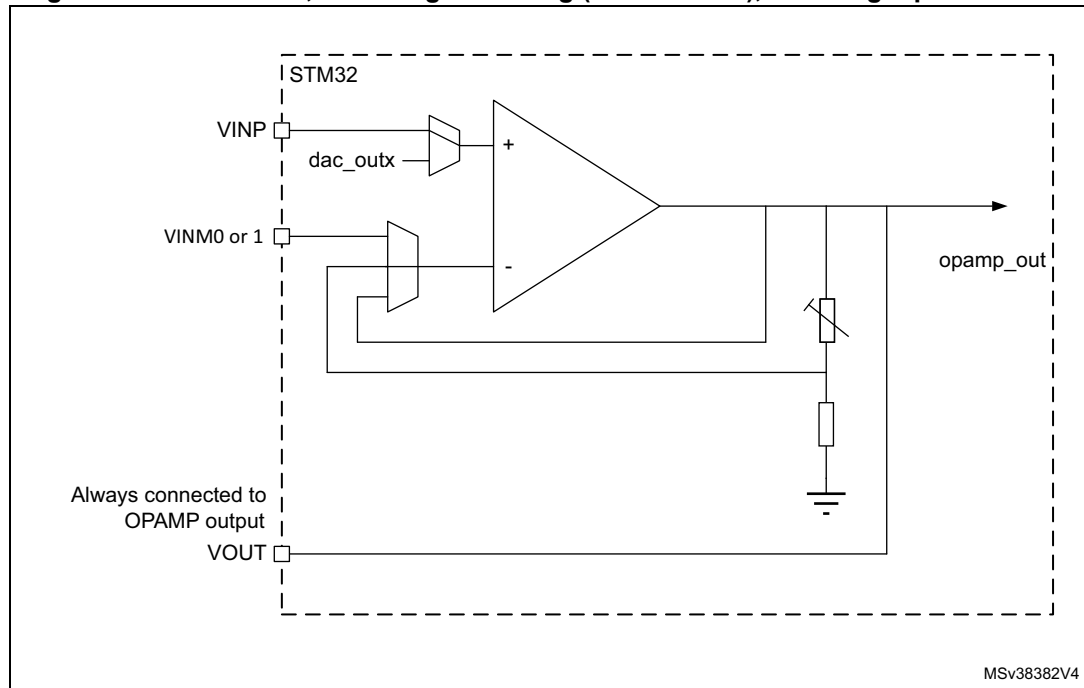 STM32
VINP
dac_outx
+
VINM0 or 1
-
opamp_out
Always connected to
OPAMP output
VOUT
MSv38382V4